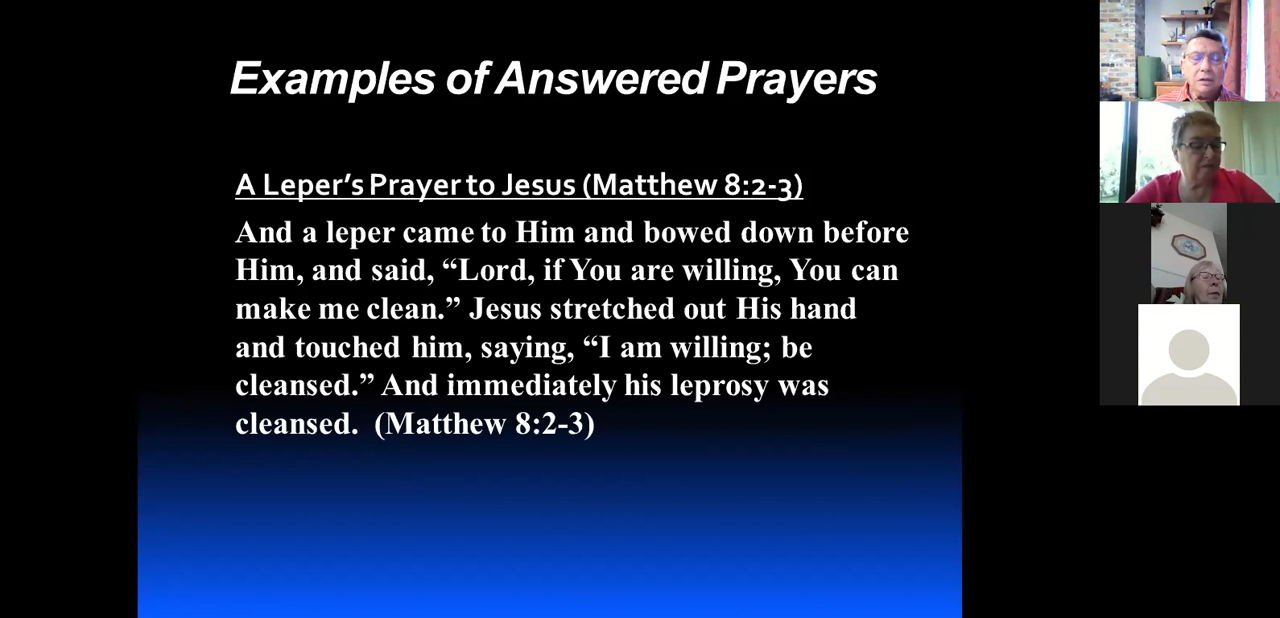 Examples of Answered Prayers
A Leper’s Prayer to Jesus (Matthew 8:2-3)
And a leper came to Him and bowed down before
Him, and said, “Lord, if You are willing, You can
make me clean.” Jesus stretched out His hand
and touched him, saying, “I am willing; be
cleansed.” And immediately his leprosy was
cleansed.  (Matthew 8:2-3)